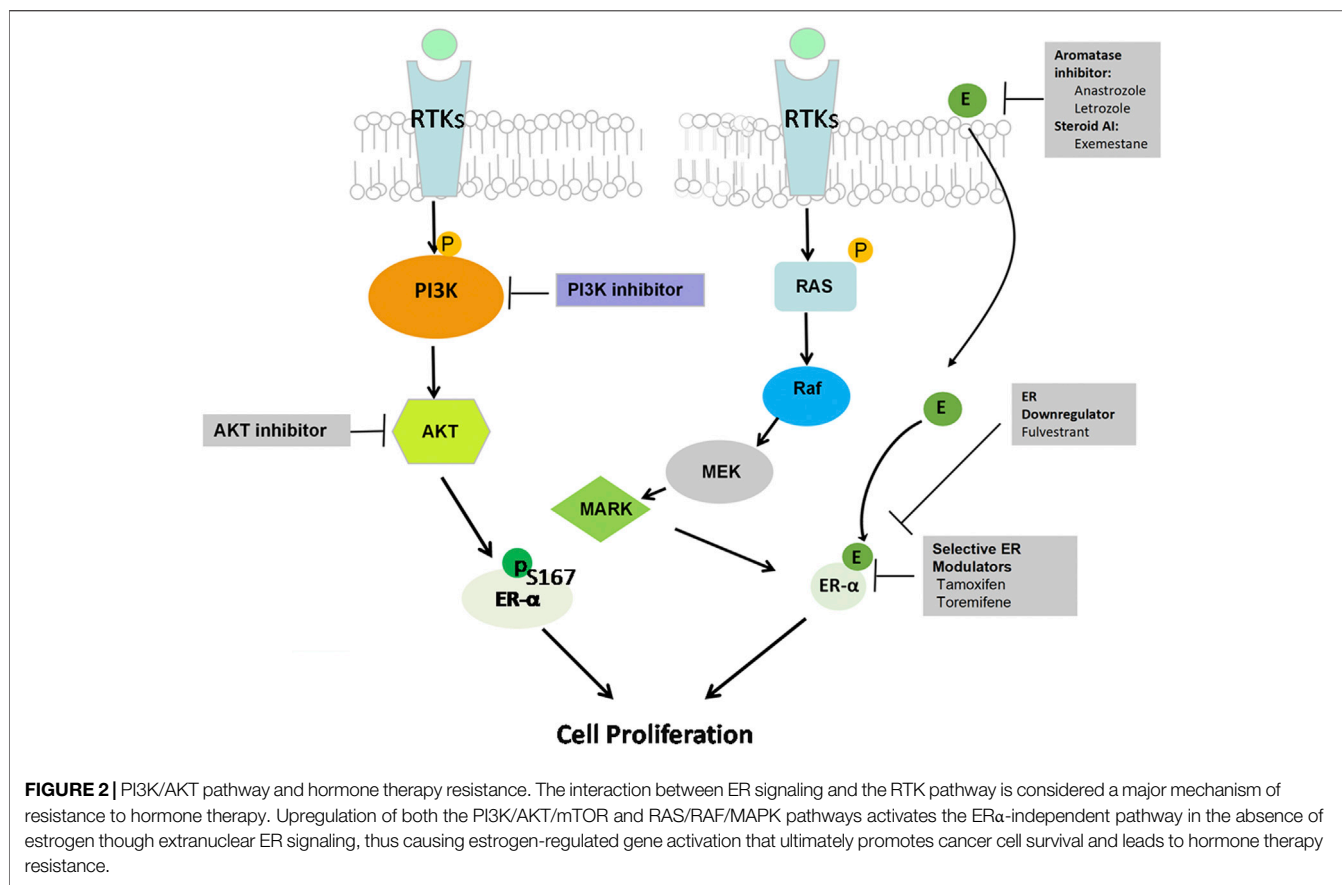 RTKs
RTKs
E
Aromatase
inhibitor:
Anastrozole
Letrozole
Steroid AI:
Exemestane
P
PI3K
PI3K inhibitor
P
RAS
Raf
AKT inhibitor
AKT
E
ER
Downregulator
Fulvestrant
MEK
MARK
p
S167
ER-α
E
ER-α
Selective ER
Modulators
Tamoxifen
Toremifene
Cell Proliferation
FIGURE 2 | PI3K/AKT pathway and hormone therapy resistance. The interaction between ER signaling and the RTK pathway is considered a major mechanism of
resistance to hormone therapy. Upregulation of both the PI3K/AKT/mTOR and RAS/RAF/MAPK pathways activates the ERα-independent pathway in the absence of
estrogen though extranuclear ER signaling, thus causing estrogen-regulated gene activation that ultimately promotes cancer cell survival and leads to hormone therapy
resistance.